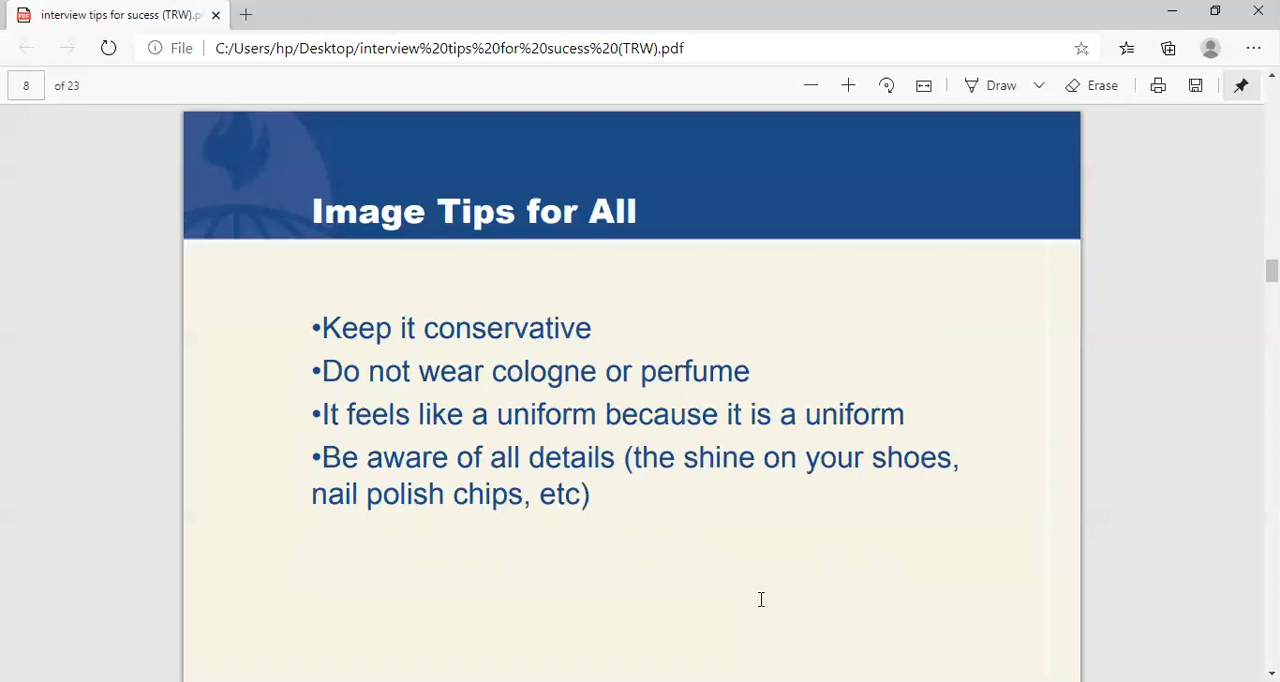 interview tips for sucess (TRW).p
File C:/Users/hp/Desktop/interview%20tips%20for%20sucess%20(TRW).pdf
8 of 23 Draw Erase
Image Tips for All
•Keep it conservative
•Do not wear cologne or perfume
•It feels like a uniform because it is a uniform
•Be aware of all details (the shine on your shoes,
nail polish chips, etc)